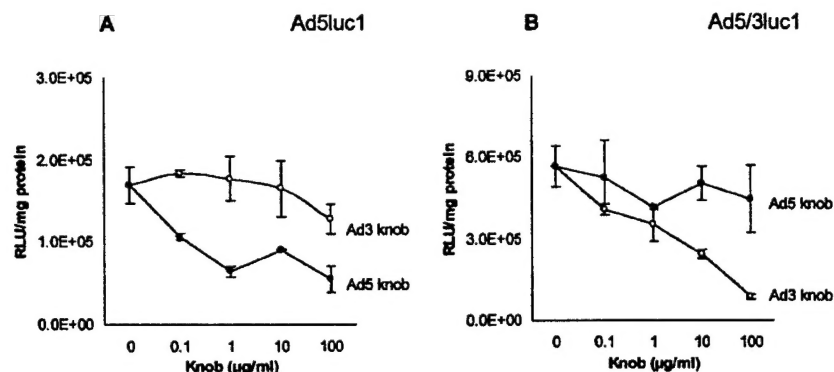 A Ad5luc1
3.0E+05
2.0E+05
1.0E+05
0.0E+00
RLU/mg protein
Ad3 knob
Ad5 knob
0 0.1 1 10 100
Knob (µg/ml)
B Ad5/3luc1
9.0E+05
6.0E+05
3.0E+05
0.0E+00
RLU/mg protein
Ad5 knob
Ad3 knob
0 0.1 1 10 100
Knob (µg/ml)